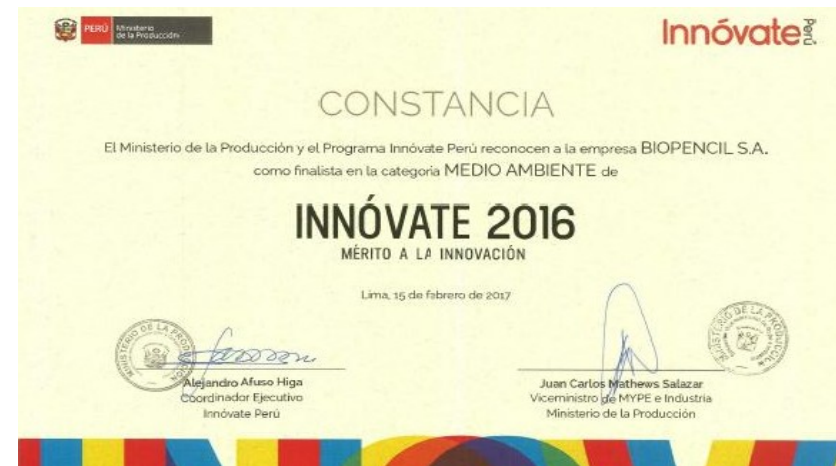 PERÚ
Ministerio
de la Producción
Innóvate
Perú
CONSTANCIA
El Ministerio de la Producción y el Programa Innóvate Perú reconocen a la empresa BIOPENCIL S.A.
como finalista en la categoria MEDIO AMBIENTE de
INNÓVATE 2016
MÉRITO A LA INNOVACIÓN
Lima, 15 de febrero de 2017
Alejandro Afuso Higa
Coordinador Ejecutivo
Innóvate Perú
Juan Carlos Mathews Salazar
Viceministro de MYPE e Industria
Ministerio de la Producción